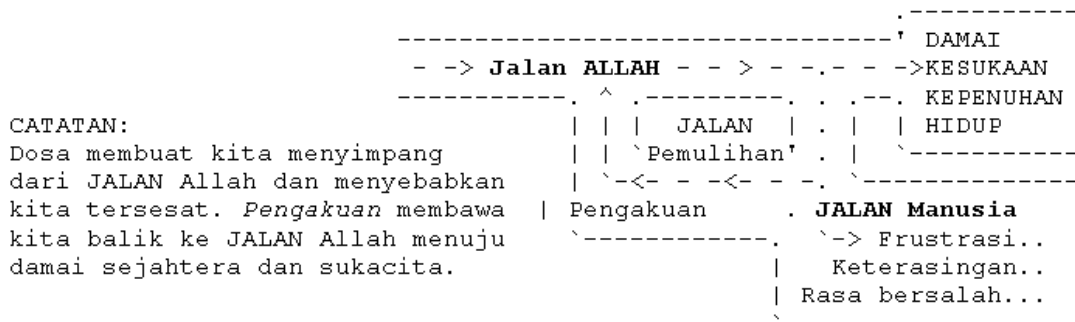 DAMAI
- -> Jalan ALLAH - - > - -.- - ->KESUKAAN
KEPENUHAN
CATATAN: JALAN HIDUP
Dosa membuat kita menyimpang `Pemulihan'
dari JALAN Allah dan menyebabkan
kita tersesat. Pengakuan membawa Pengakuan JALAN Manusia
kita balik ke JALAN Allah menuju `-> Frustrasi..
damai sejahtera dan sukacita. Keterasingan..
Rasa bersalah...